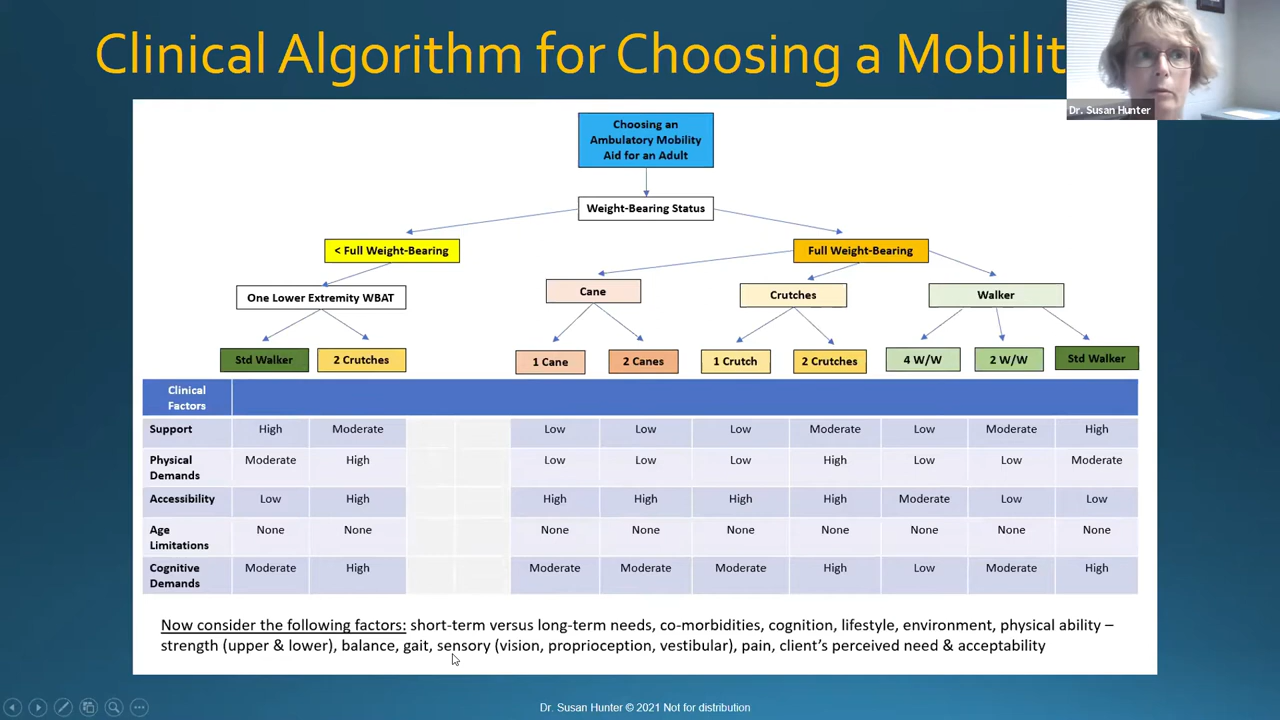 Clinical Algorithm for Choosing a Mobilit
Dr. Susan Hunter
Choosing an
Ambulatory Mobility
Aid for an Adult
Weight-Bearing Status
< Full Weight-Bearing
Full Weight-Bearing
One Lower Extremity WBAT
Cane
Crutches
Walker
Std Walker
2 Crutches
1 Cane
2 Canes
1 Crutch
2 Crutches
4 W/W
2 W/W
Std Walker
Clinical
Factors
Support High Moderate Low Low Low Moderate Low Moderate High
Physical Moderate High Low Low Low High Low Low Moderate
Demands
Accessibility Low High High High High High Moderate Low Low
Age None None None None None None None None None
Limitations
Cognitive Moderate High Moderate Moderate Moderate High Low Moderate High
Demands
Now consider the following factors: short-term versus long-term needs, co-morbidities, cognition, lifestyle, environment, physical ability –
strength (upper & lower), balance, gait, sensory (vision, proprioception, vestibular), pain, client's perceived need & acceptability
Dr. Susan Hunter © 2021 Not for distribution